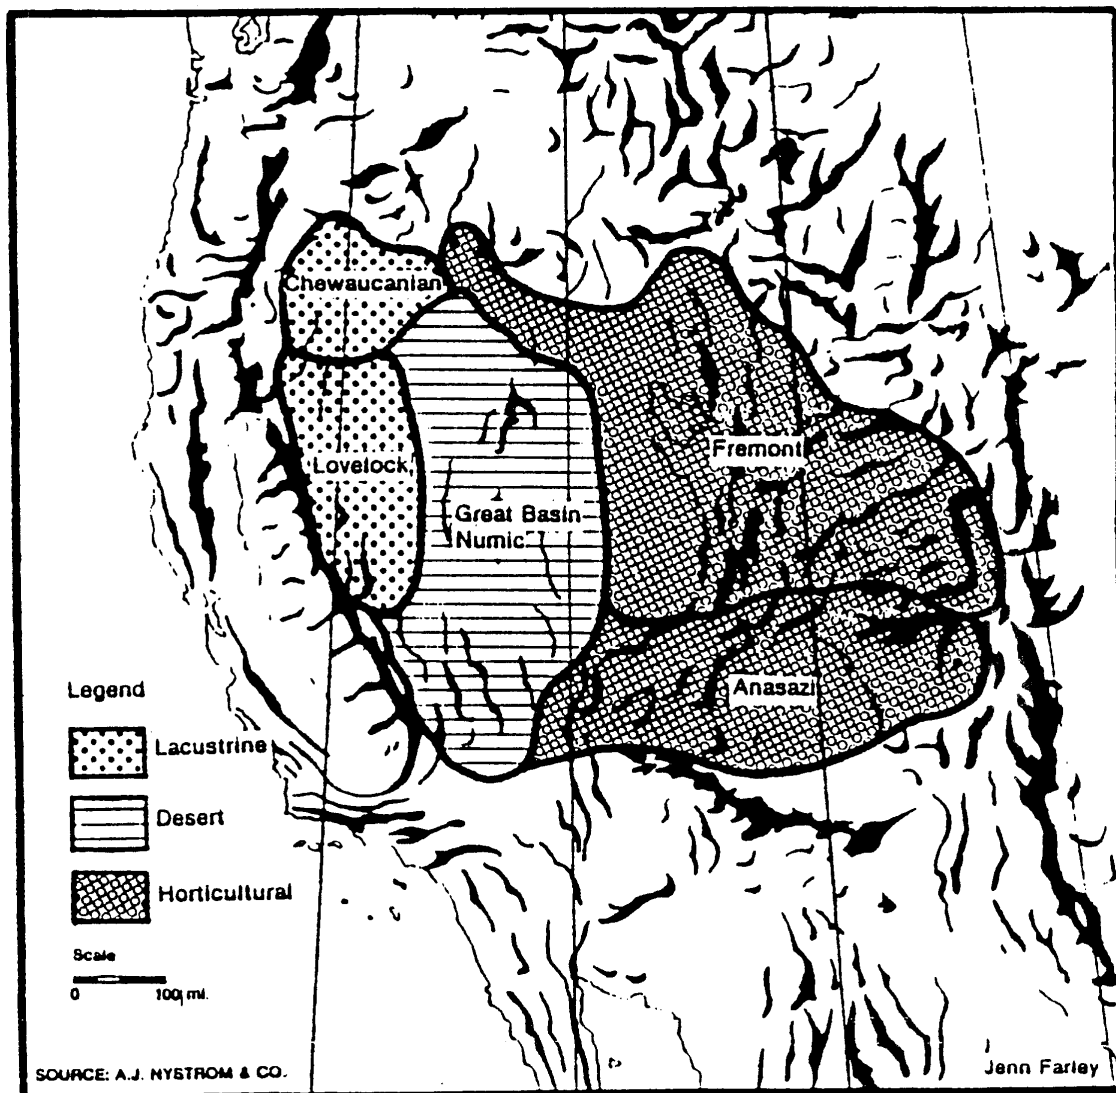 Chewaucanian
Lovelock
Fremont
Great Basin
Numic
Anasazi
Legend
Lacustrine
Desert
Horticultural
Scale
0 100 mi.
SOURCE: A.J. NYSTROM & CO.
Jenn Farley